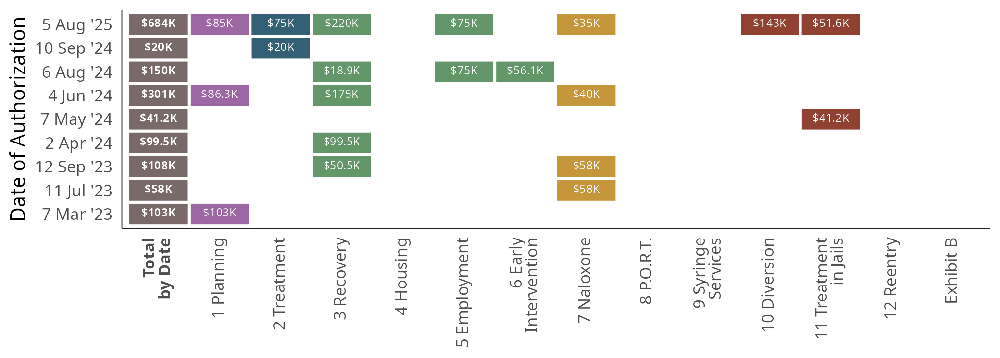 Date of Authorization
5 Aug '25 $684K $85K $75K $220K $75K $35K $143K $51.6K
10 Sep '24 $20K $20K
6 Aug '24 $150K $18.9K $75K $56.1K
4 Jun '24 $301K $86.3K $175K $40K
7 May '24 $41.2K $41.2K
2 Apr '24 $99.5K $99.5K
12 Sep '23 $108K $50.5K $58K
11 Jul '23 $58K $58K
7 Mar '23 $103K $103K
Total
by Date
1 Planning
2 Treatment
3 Recovery
4 Housing
5 Employment
6 Early
Intervention
7 Naloxone
8 P.O.R.T.
9 Syringe
Services
10 Diversion
11 Treatment
in Jails
12 Reentry
Exhibit B